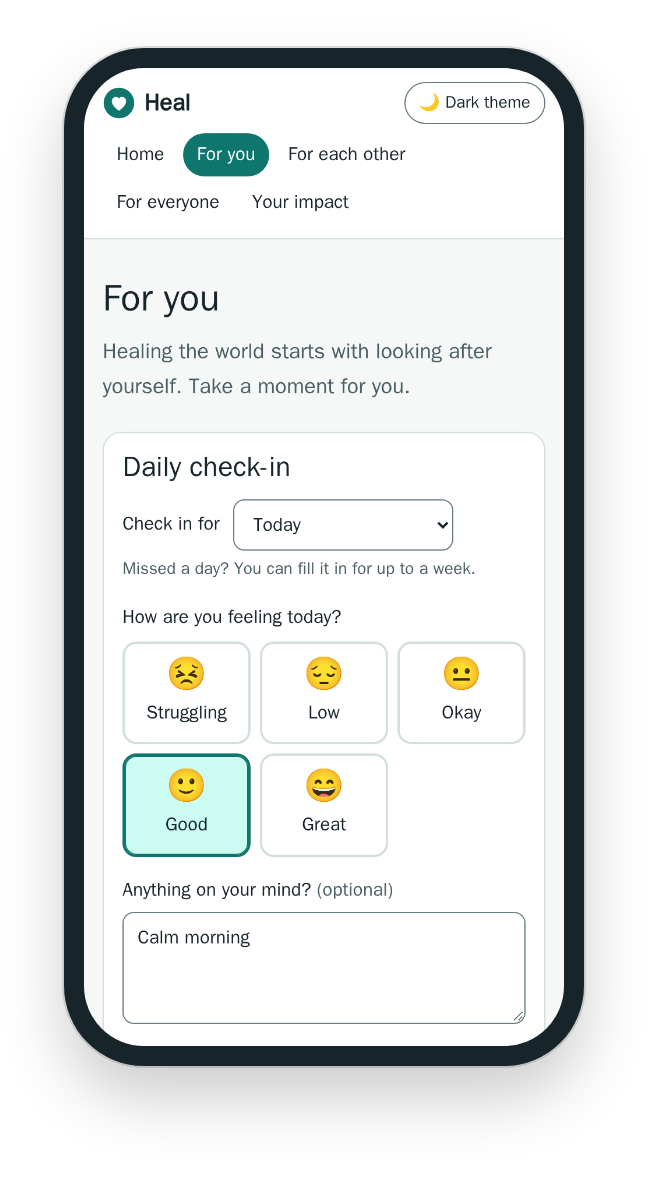 Heal
🌙 Dark theme
Home
For you
For each other
For everyone
Your impact
For you
Healing the world starts with looking after
yourself. Take a moment for you.
Daily check-in
Check in for
Today
Missed a day? You can fill it in for up to a week.
How are you feeling today?
Struggling
Low
Okay
Good
Great
Anything on your mind? (optional)
Calm morning